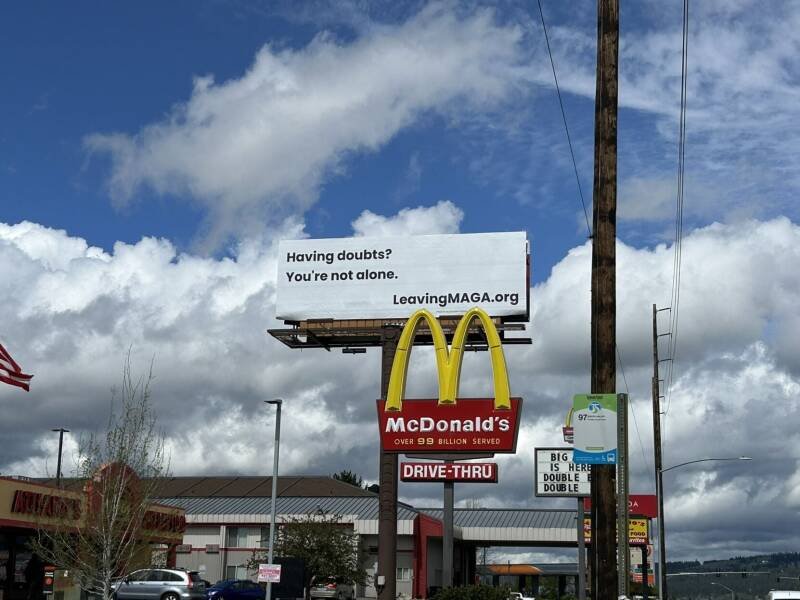 Having doubts?
You're not alone.
LeavingMAGA.org
McDonald's
OVER 99 BILLION SERVED
DRIVE-THRU
97
BIG
IS HERE
DOUBLE
DOUBLE